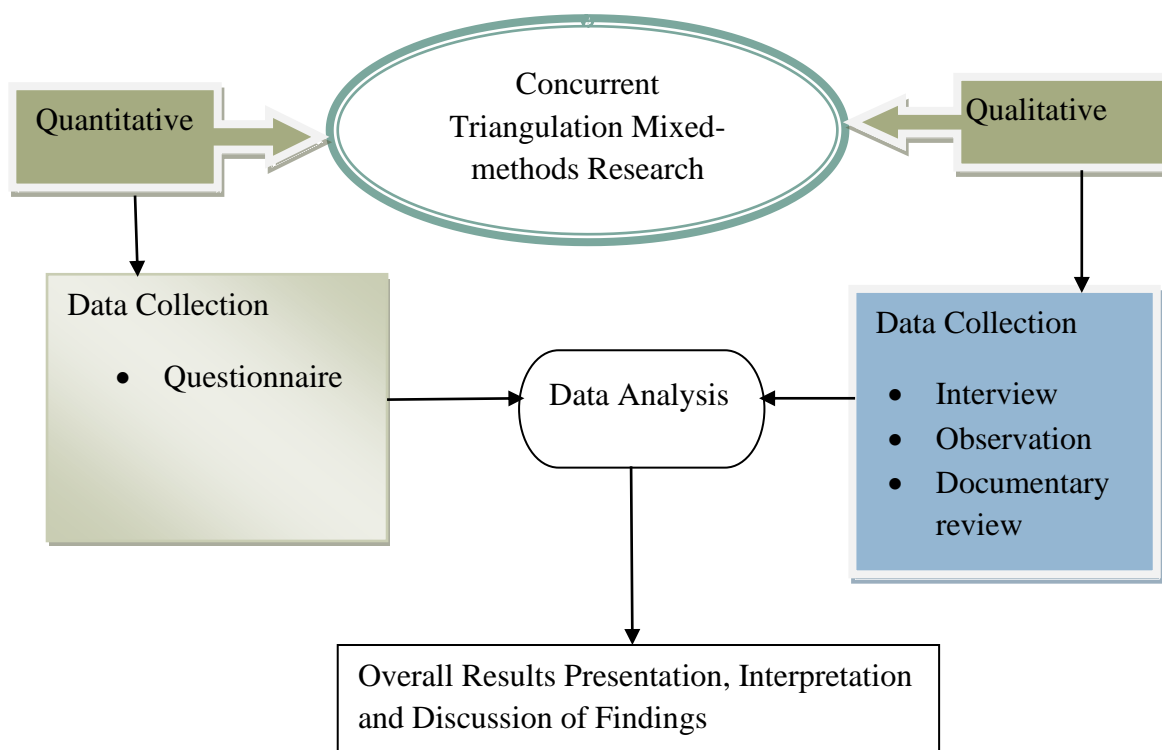 Concurrent
Triangulation Mixed-
methods Research
Quantitative
Qualitative
Data Collection
• Questionnaire
Data Analysis
Data Collection
• Interview
• Observation
• Documentary
review
Overall Results Presentation, Interpretation
and Discussion of Findings